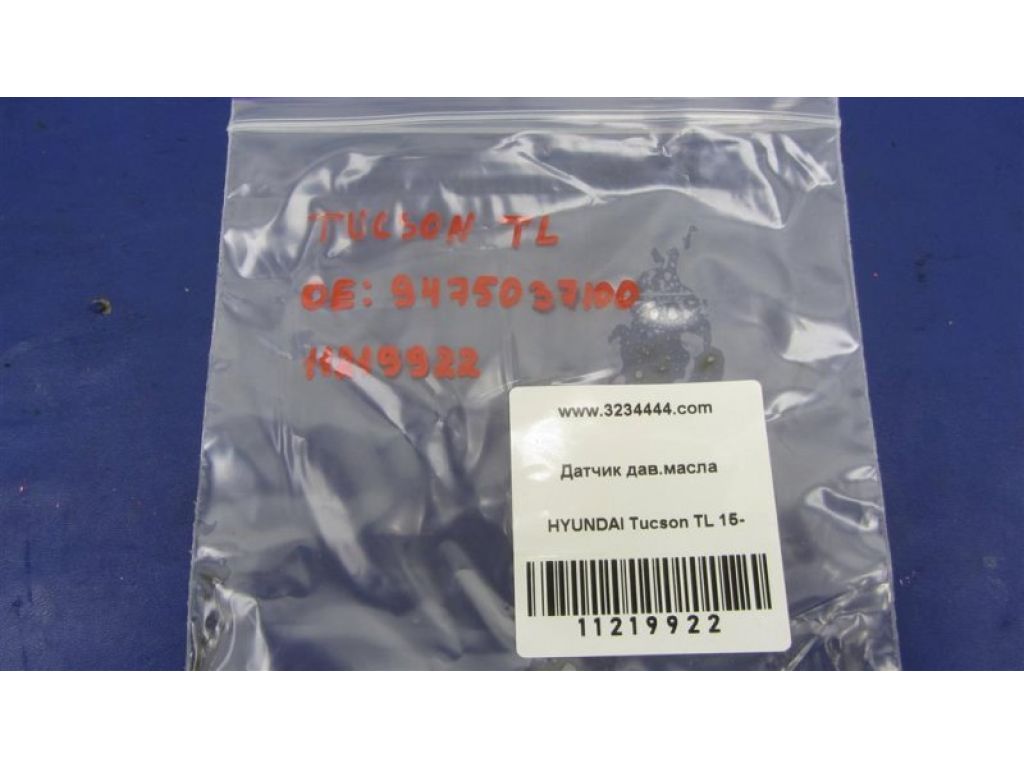 TUCSON TL
OE: 9475037100
11219922
www.3234444.com
Датчик дав.масла
HYUNDAI Tucson TL 15-
11219922